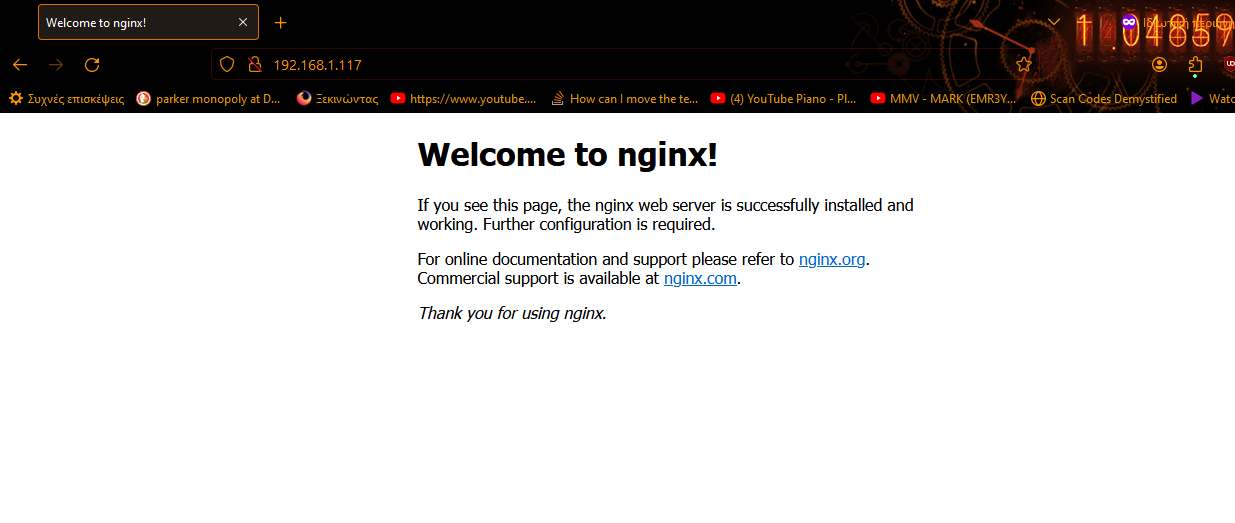 Welcome to nginx!
1.04859
192.168.1.117
Συχνές επισκέψεις
parker monopoly at D...
Ξεκινώντας
https://www.youtube....
How can I move the te...
(4) YouTube Piano - Pl...
MMV - MARK (EMR3Y...
Scan Codes Demystified
Watc
Welcome to nginx!
If you see this page, the nginx web server is successfully installed and
working. Further configuration is required.
For online documentation and support please refer to nginx.org.
Commercial support is available at nginx.com.
Thank you for using nginx.